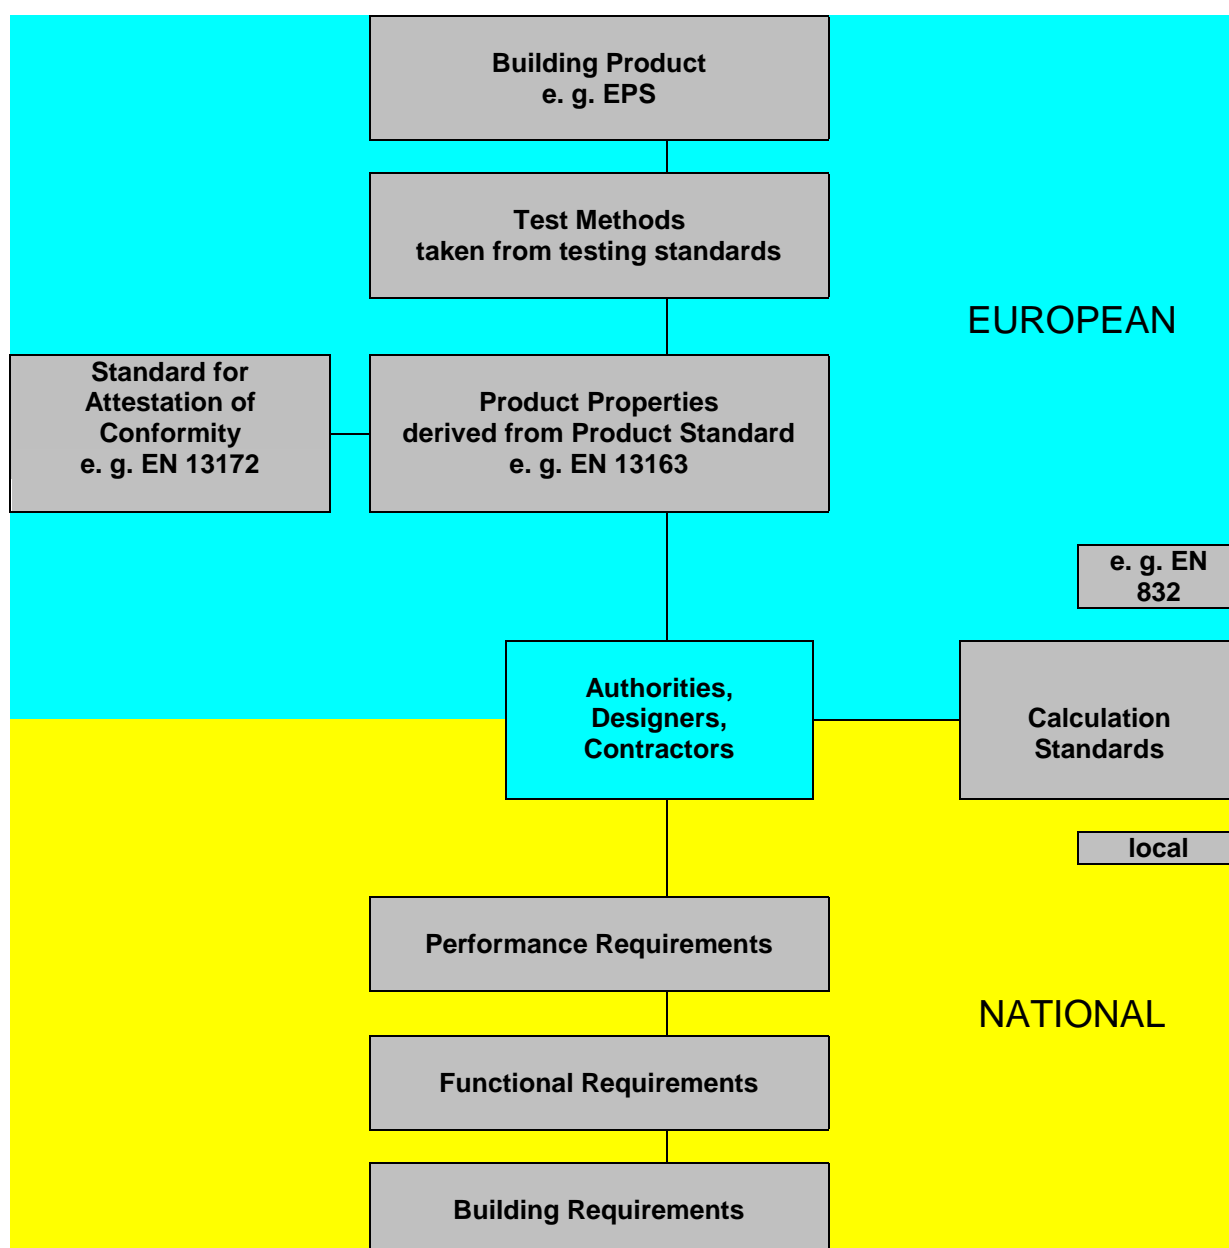 Building Product
e. g. EPS
Test Methods
taken from testing standards
EUROPEAN
Standard for
Attestation of
Conformity
e. g. EN 13172
Product Properties
derived from Product Standard
e. g. EN 13163
e. g. EN
832
Authorities,
Designers,
Contractors
Calculation
Standards
local
Performance Requirements
NATIONAL
Functional Requirements
Building Requirements